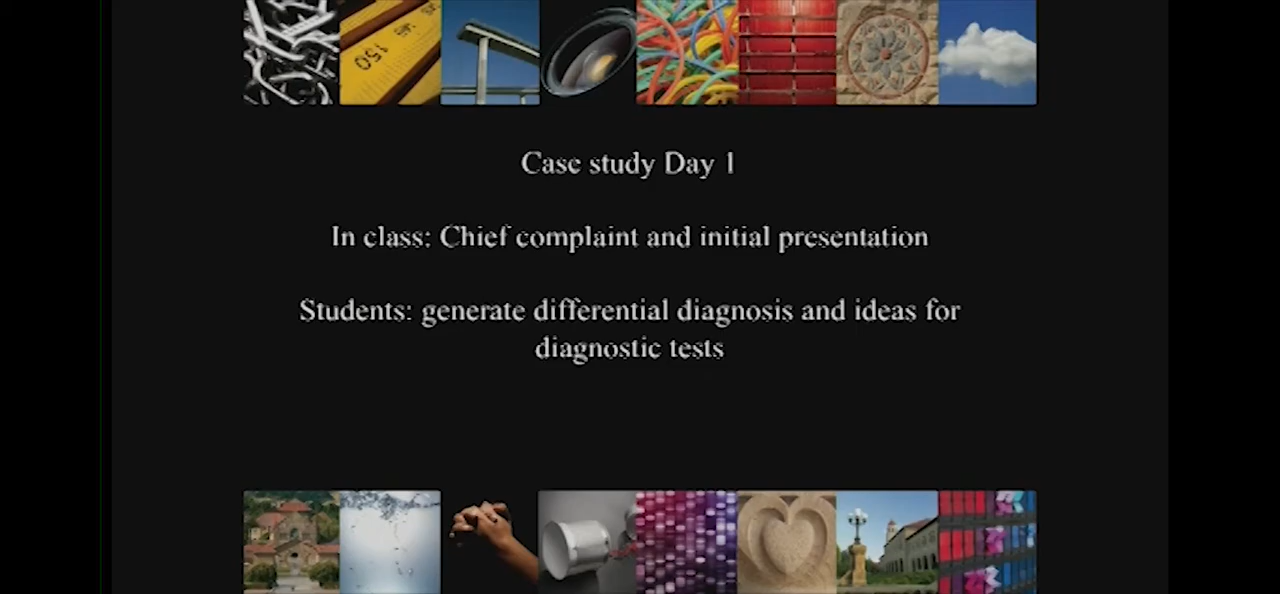 150
Case study Day 1
In class: Chief complaint and initial presentation
Students: generate differential diagnosis and ideas for
diagnostic tests